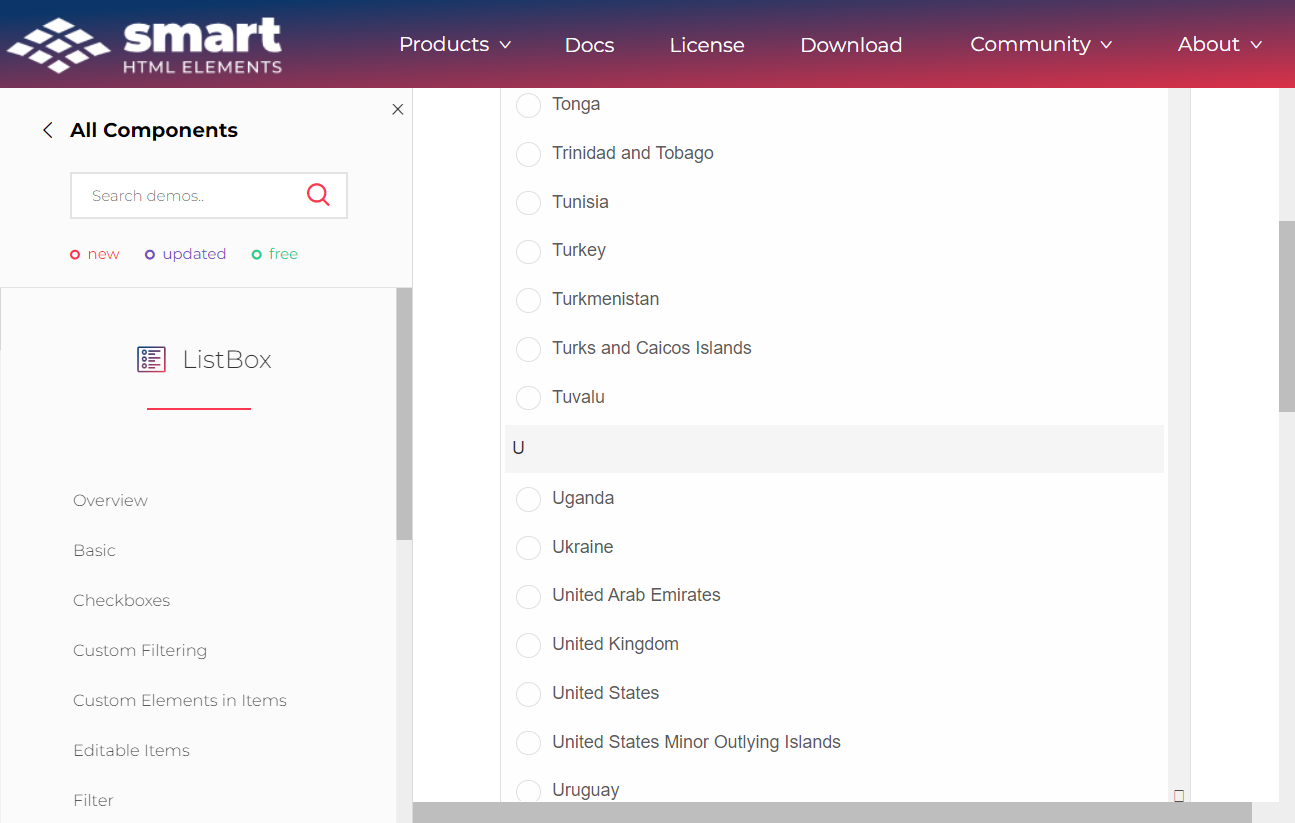 smart
HTML ELEMENTS
Products
Docs
License
Download
Community
About
All Components
Search demos..
new
updated
free
ListBox
Overview
Basic
Checkboxes
Custom Filtering
Custom Elements in Items
Editable Items
Filter
Tonga
Trinidad and Tobago
Tunisia
Turkey
Turkmenistan
Turks and Caicos Islands
Tuvalu
U
Uganda
Ukraine
United Arab Emirates
United Kingdom
United States
United States Minor Outlying Islands
Uruguay